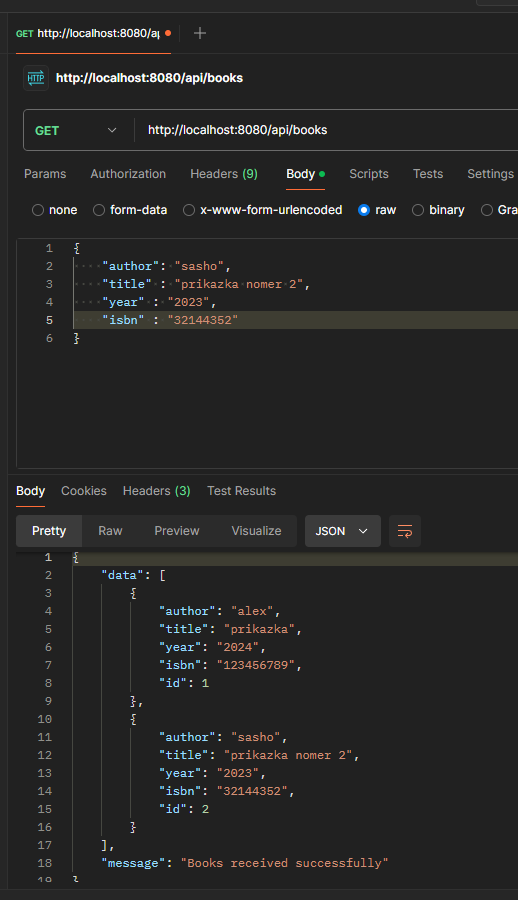 GET http://localhost:8080/ap
HTTP http://localhost:8080/api/books
GET http://localhost:8080/api/books
Params Authorization Headers (9) Body Scripts Tests Settings
none form-data x-www-form-urlencoded raw binary Gra
1 {
2 "author": "sasho",
3 "title" : "prikazka nomer 2",
4 "year" : "2023",
5 "isbn" : "32144352"
6 }
Body Cookies Headers (3) Test Results
Pretty Raw Preview Visualize JSON
1 {
2 "data": [
3 {
4 "author": "alex",
5 "title": "prikazka",
6 "year": "2024",
7 "isbn": "123456789",
8 "id": 1
9 },
10 {
11 "author": "sasho",
12 "title": "prikazka nomer 2",
13 "year": "2023",
14 "isbn": "32144352",
15 "id": 2
16 }
17 ],
18 "message": "Books received successfully"
19 }